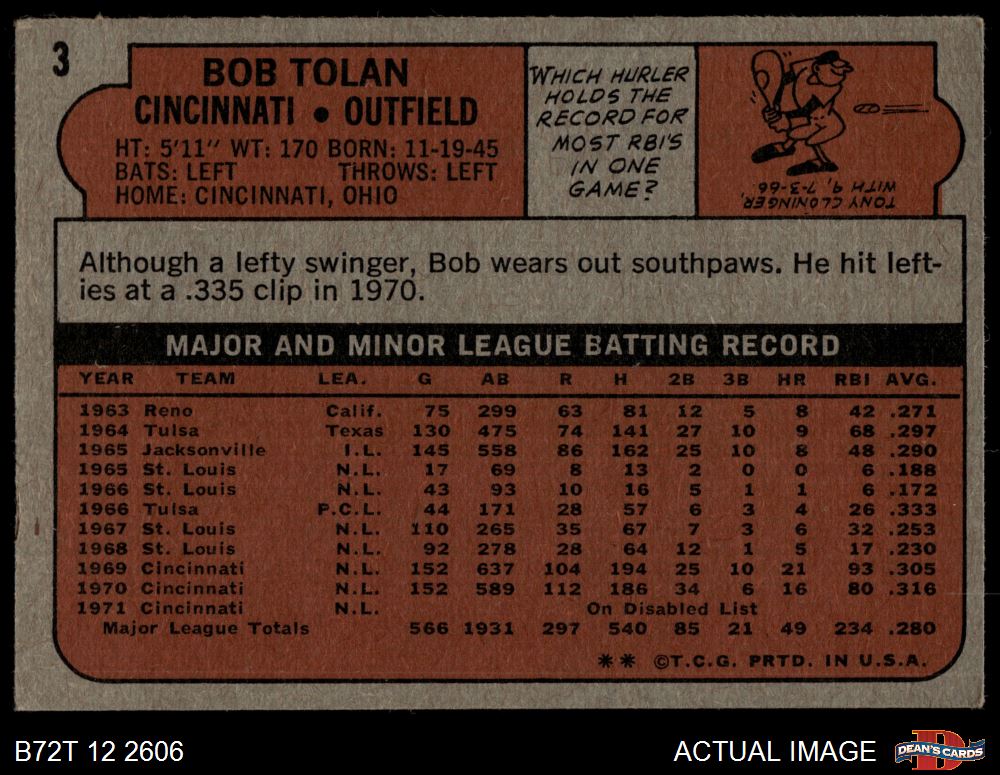 3
BOB TOLAN
CINCINNATI • OUTFIELD
HT: 5'11" WT: 170 BORN: 11-19-45
BATS: LEFT THROWS: LEFT
HOME: CINCINNATI, OHIO
WHICH HURLER
HOLDS THE
RECORD FOR
MOST RBI'S
IN ONE
GAME?
TONY CLONINGER,
WITH 9, 7-3-66
Although a lefty swinger, Bob wears out southpaws. He hit left-
ies at a .335 clip in 1970.
MAJOR AND MINOR LEAGUE BATTING RECORD
YEAR TEAM LEA. G AB R H 2B 3B HR RBI AVG.
1963 Reno Calif. 75 299 63 81 12 5 8 42 .271
1964 Tulsa Texas 130 475 74 141 27 10 9 68 .297
1965 Jacksonville I.L. 145 558 86 162 25 10 8 48 .290
1965 St. Louis N.L. 17 69 8 13 2 0 0 6 .188
1966 St. Louis N.L. 43 93 10 16 5 1 1 6 .172
1966 Tulsa P.C.L. 44 171 28 57 6 3 4 26 .333
1967 St. Louis N.L. 110 265 35 67 7 3 6 32 .253
1968 St. Louis N.L. 92 278 28 64 12 1 5 17 .230
1969 Cincinnati N.L. 152 637 104 194 25 10 21 93 .305
1970 Cincinnati N.L. 152 589 112 186 34 6 16 80 .316
1971 Cincinnati N.L. On Disabled List
Major League Totals 566 1931 297 540 85 21 49 234 .280
** ©T.C.G. PRTD. IN U.S.A.
B72T 12 2606
ACTUAL IMAGE
D
DEAN'S CARDS